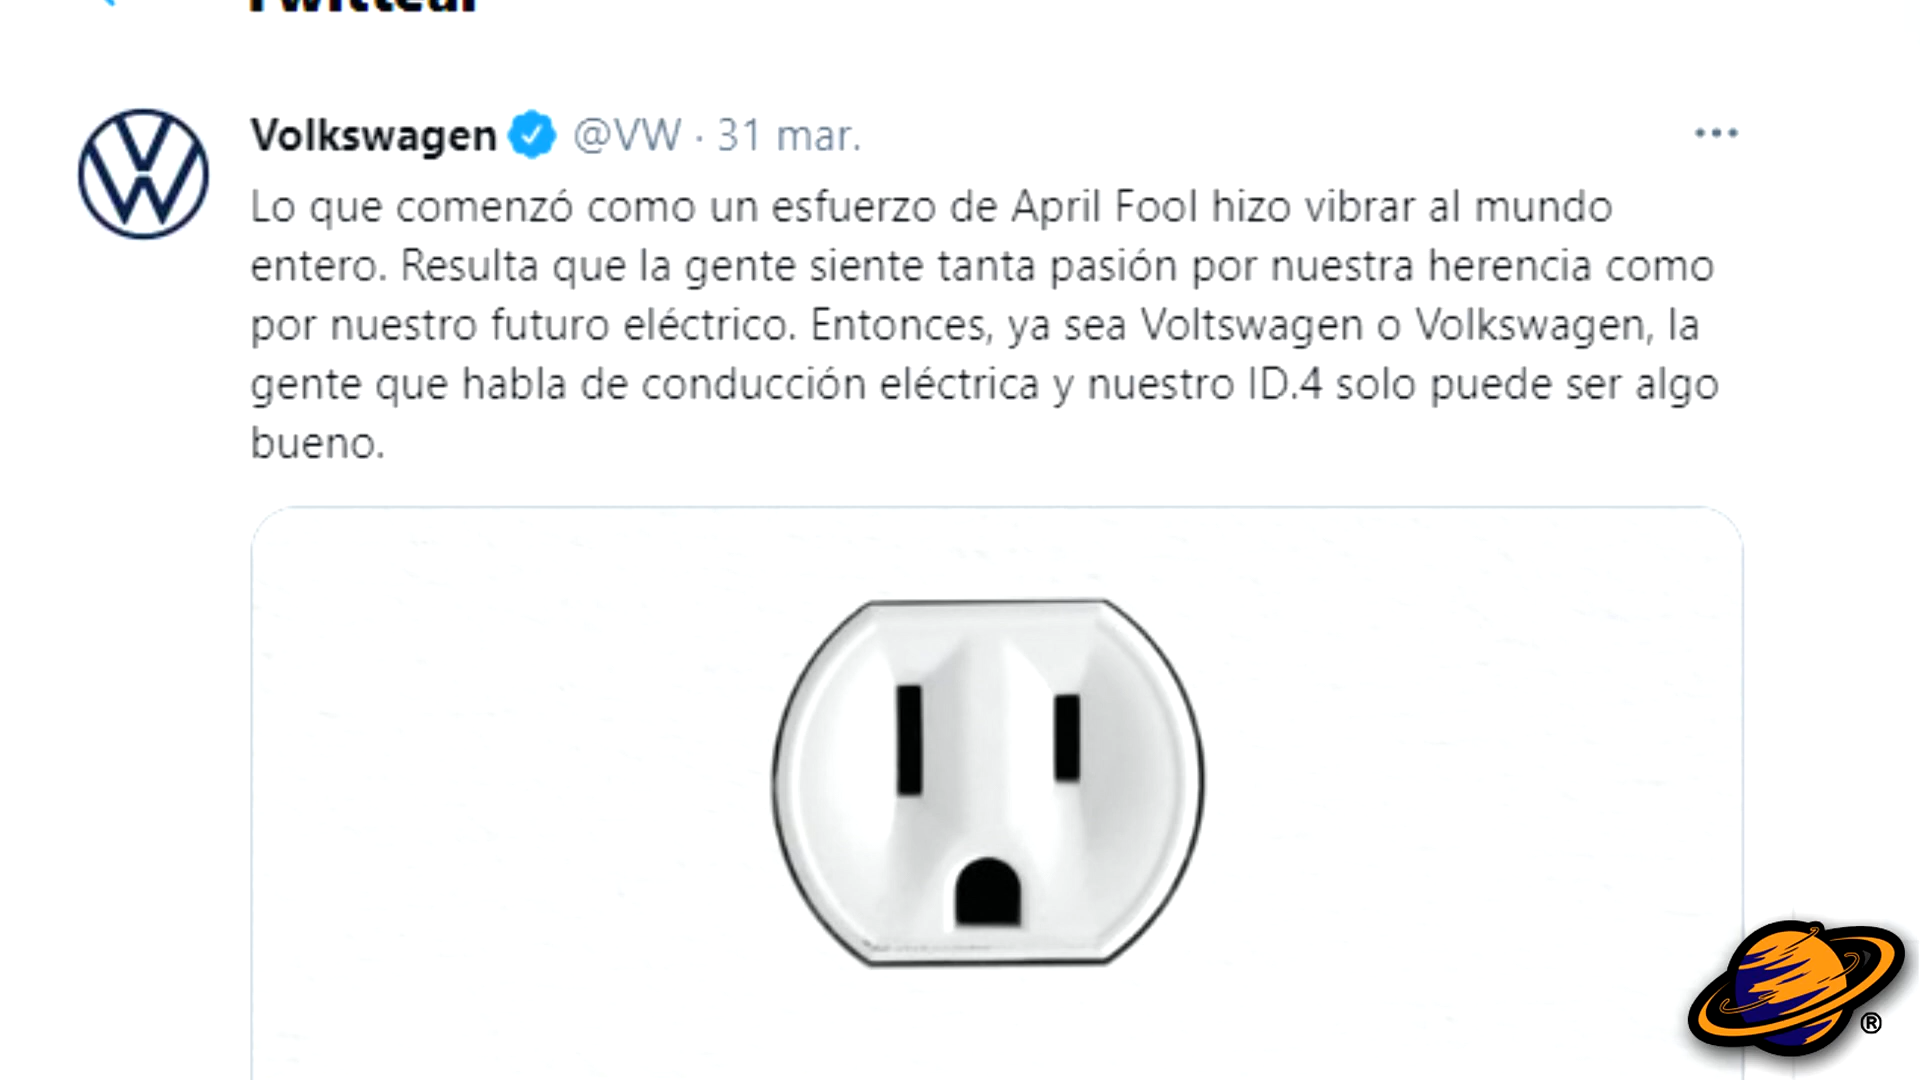 Twittear
Volkswagen @VW · 31 mar.
Lo que comenzó como un esfuerzo de April Fool hizo vibrar al mundo
entero. Resulta que la gente siente tanta pasión por nuestra herencia como
por nuestro futuro eléctrico. Entonces, ya sea Voltswagen o Volkswagen, la
gente que habla de conducción eléctrica y nuestro ID.4 solo puede ser algo
bueno.
®